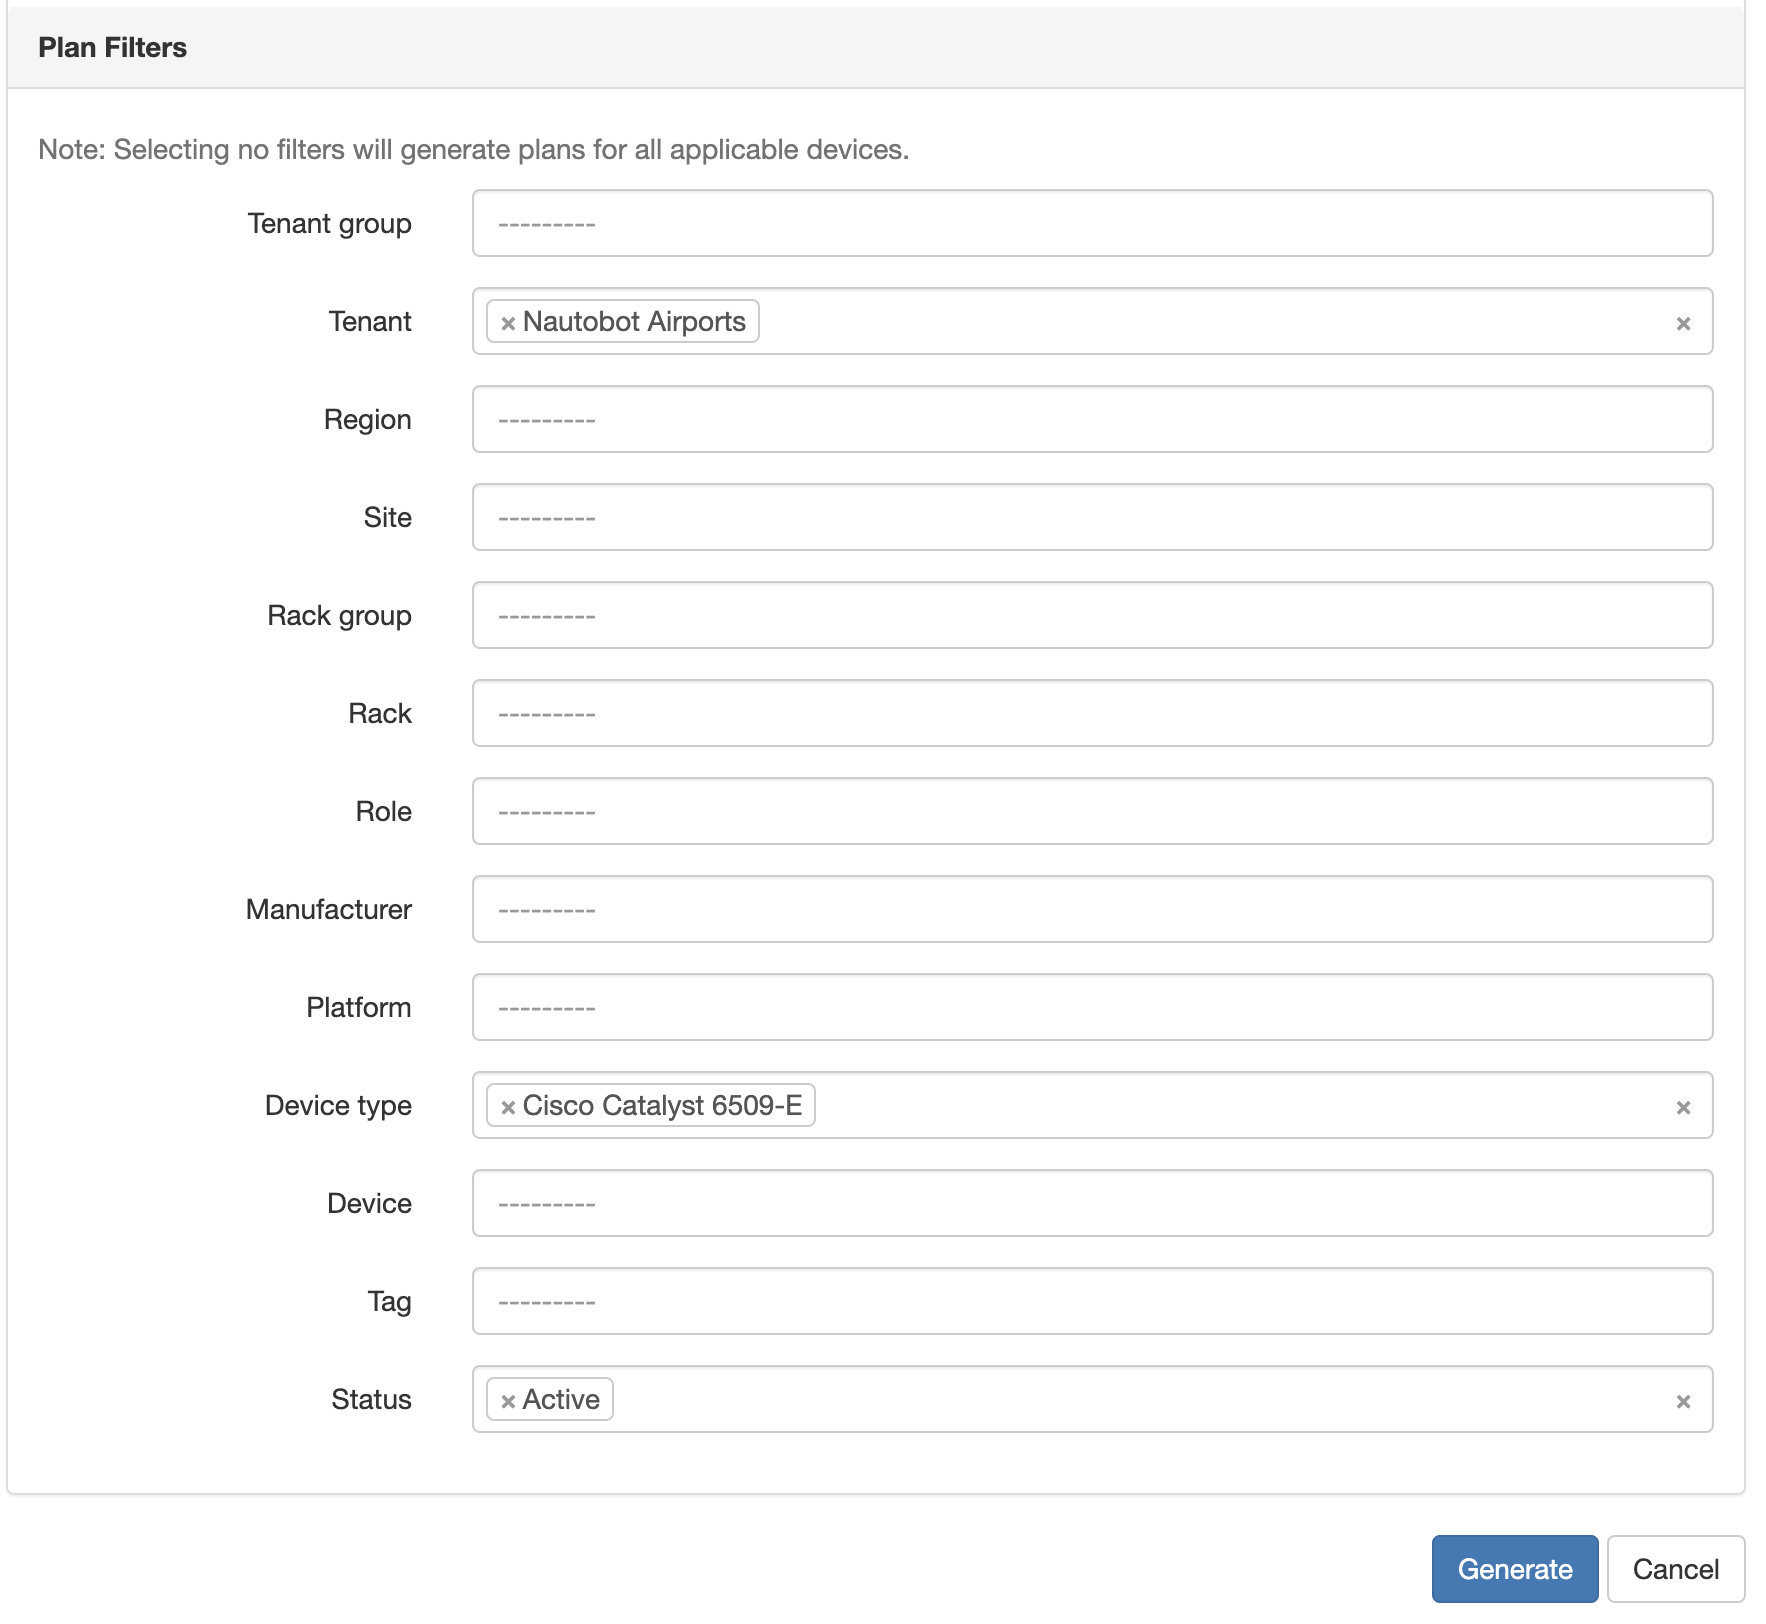 Plan Filters
Note: Selecting no filters will generate plans for all applicable devices.
Tenant group ---------
Tenant × Nautobot Airports ×
Region ---------
Site ---------
Rack group ---------
Rack ---------
Role ---------
Manufacturer ---------
Platform ---------
Device type × Cisco Catalyst 6509-E ×
Device ---------
Tag ---------
Status × Active ×
Generate Cancel